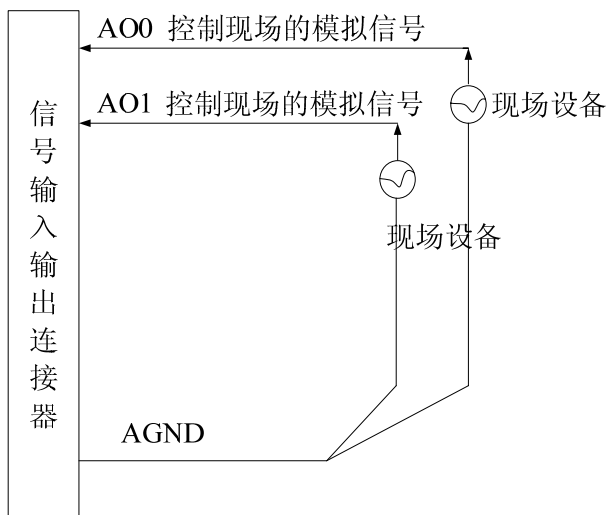 AO0 控制现场的模拟信号
现场设备
AO1 控制现场的模拟信号
现场设备
信号输入输出连接器
AGND